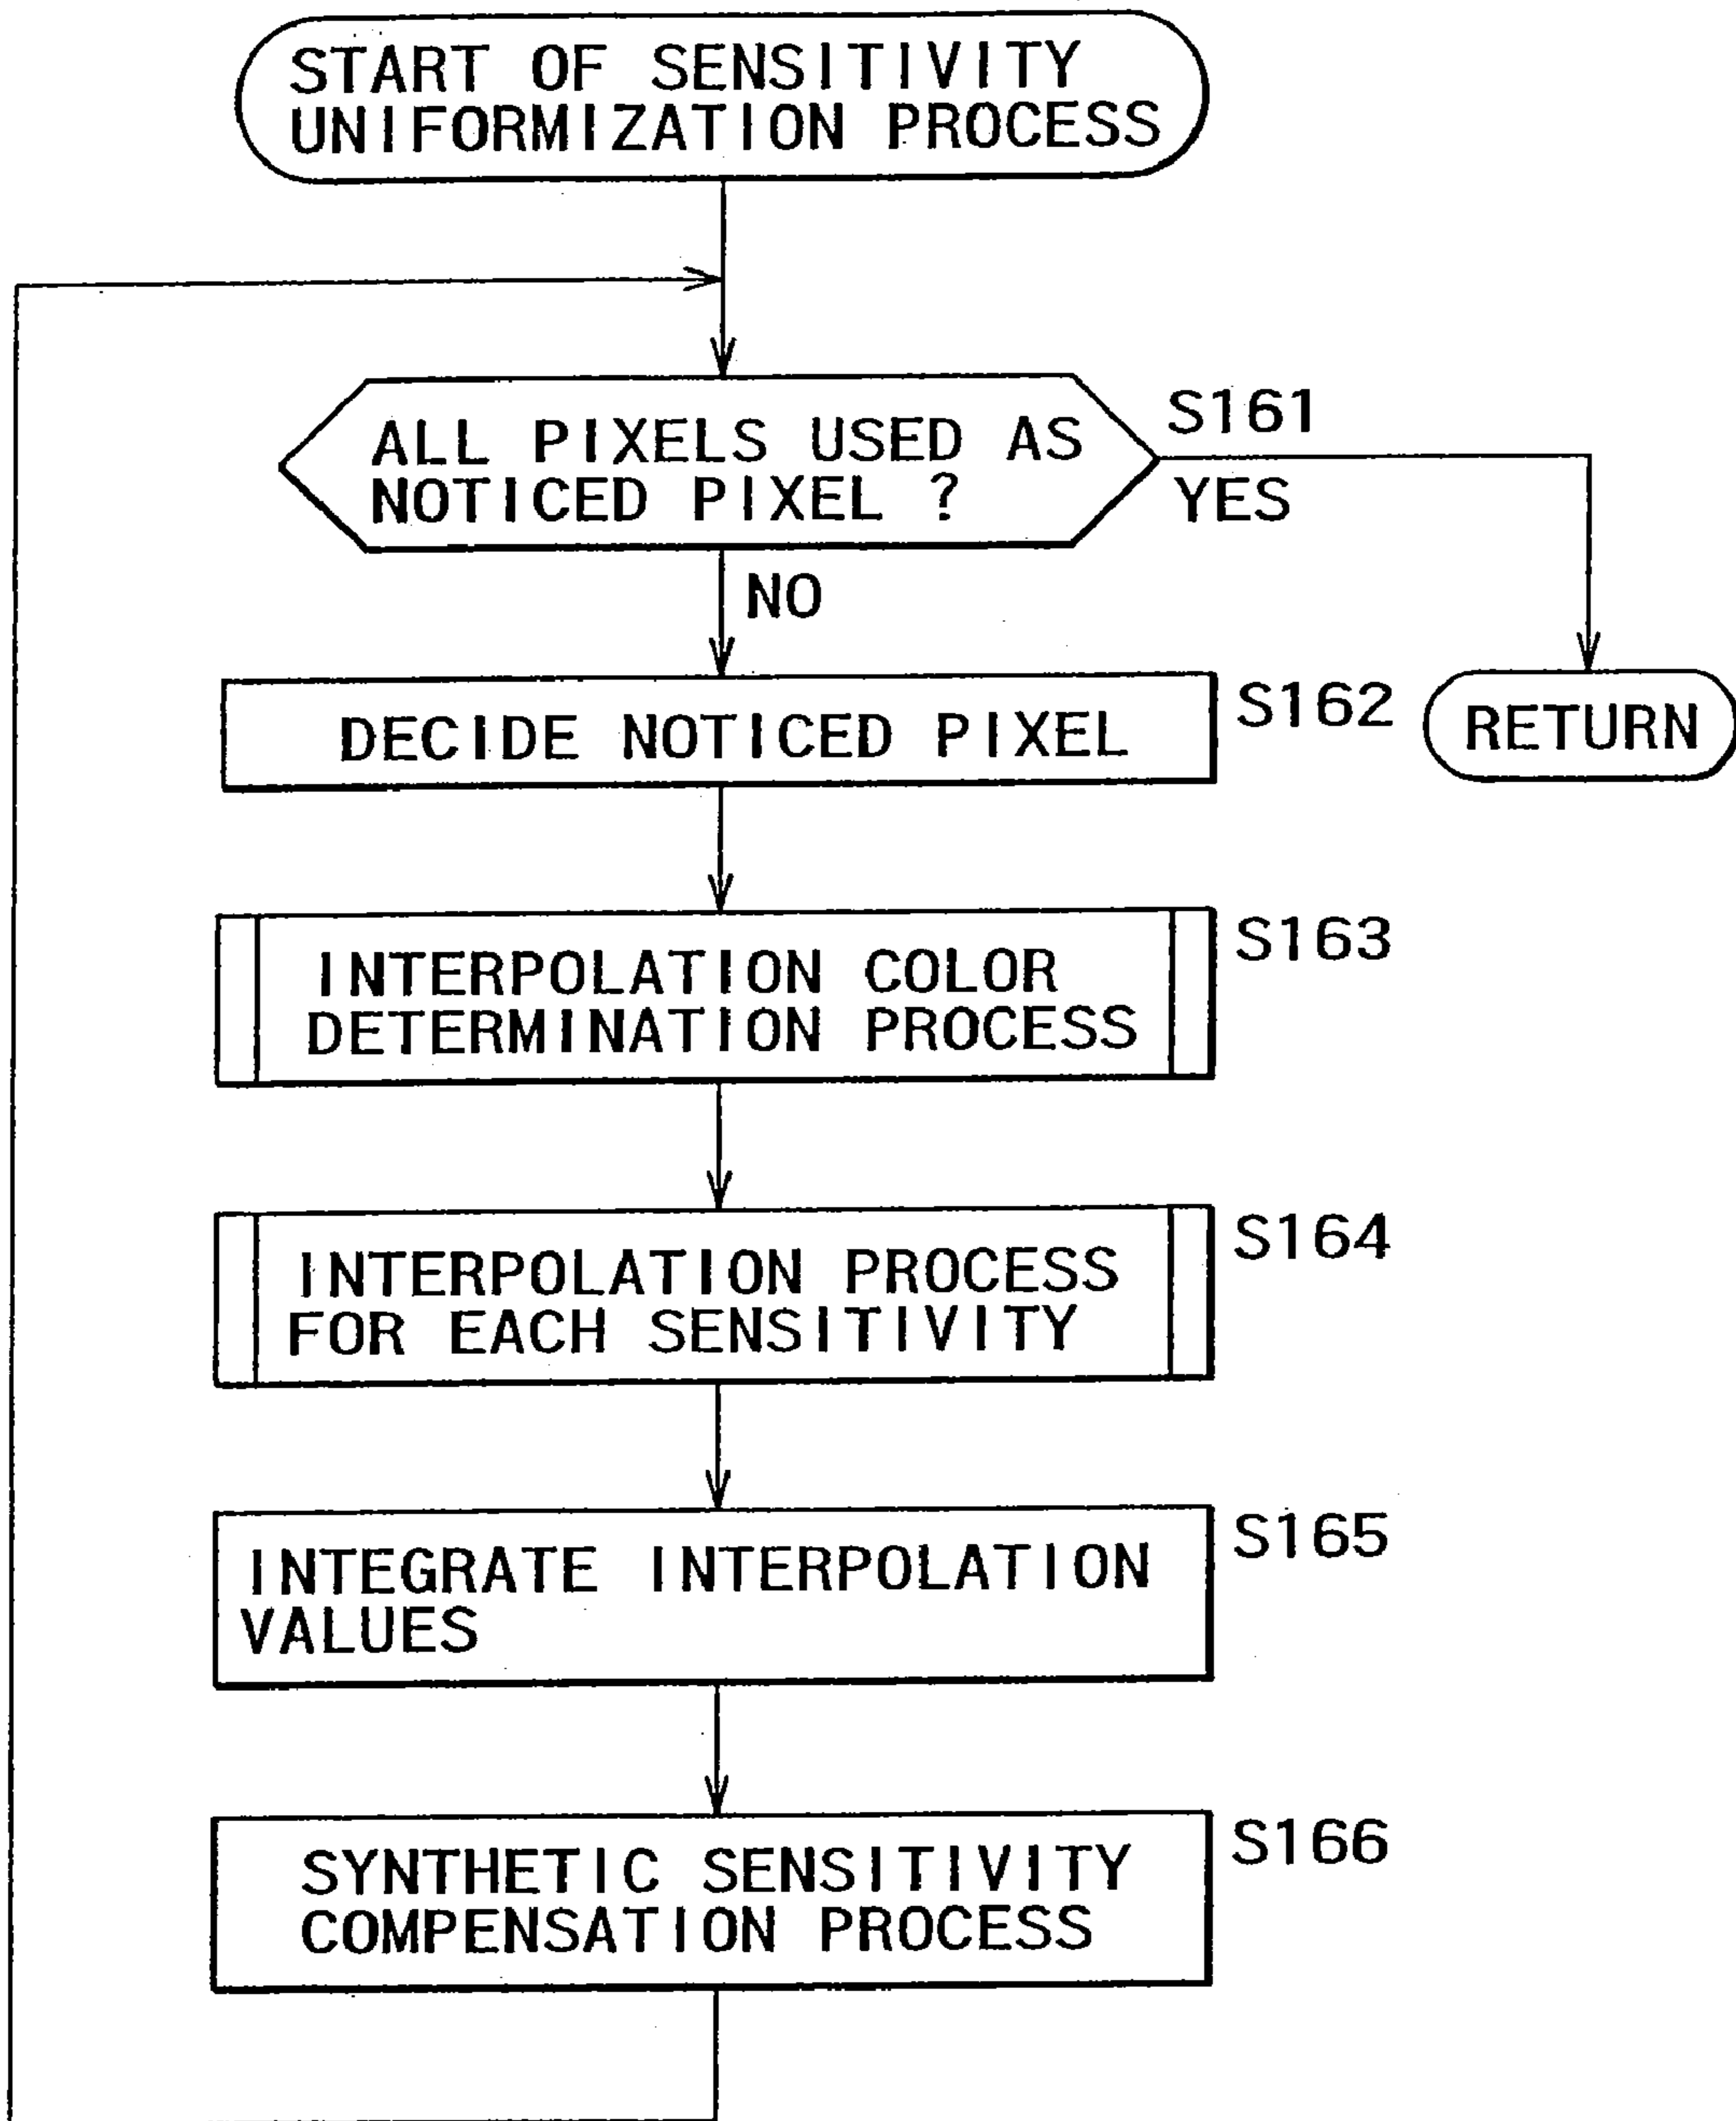 START OF SENSITIVITY
UNIFORMIZATION PROCESS
ALL PIXELS USED AS
NOTICED PIXEL ?
S161
YES
NO
DECIDE NOTICED PIXEL
S162
RETURN
INTERPOLATION COLOR
DETERMINATION PROCESS
S163
INTERPOLATION PROCESS
FOR EACH SENSITIVITY
S164
INTEGRATE INTERPOLATION
VALUES
S165
SYNTHETIC SENSITIVITY
COMPENSATION PROCESS
S166